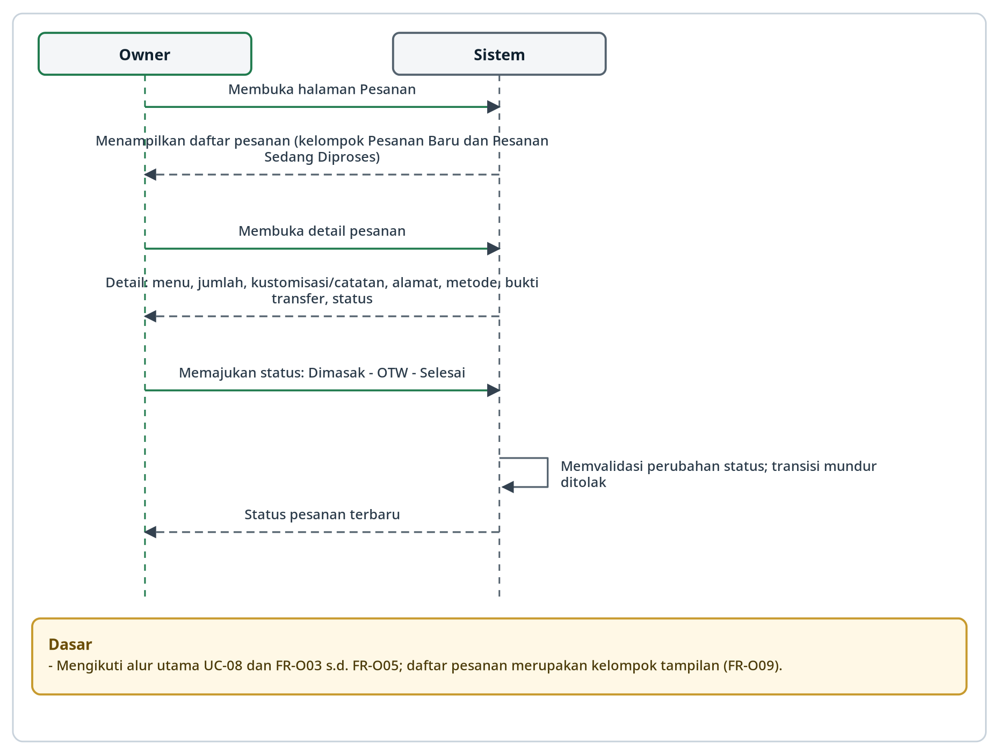 Owner
Sistem
Membuka halaman Pesanan
Menampilkan daftar pesanan (kelompok Pesanan Baru dan Pesanan
Sedang Diproses)
Membuka detail pesanan
Detail: menu, jumlah, kustomisasi/catatan, alamat, metode, bukti
transfer, status
Memajukan status: Dimasak - OTW - Selesai
Memvalidasi perubahan status; transisi mundur
ditolak
Status pesanan terbaru
Dasar
- Mengikuti alur utama UC-08 dan FR-O03 s.d. FR-O05; daftar pesanan merupakan kelompok tampilan (FR-O09).